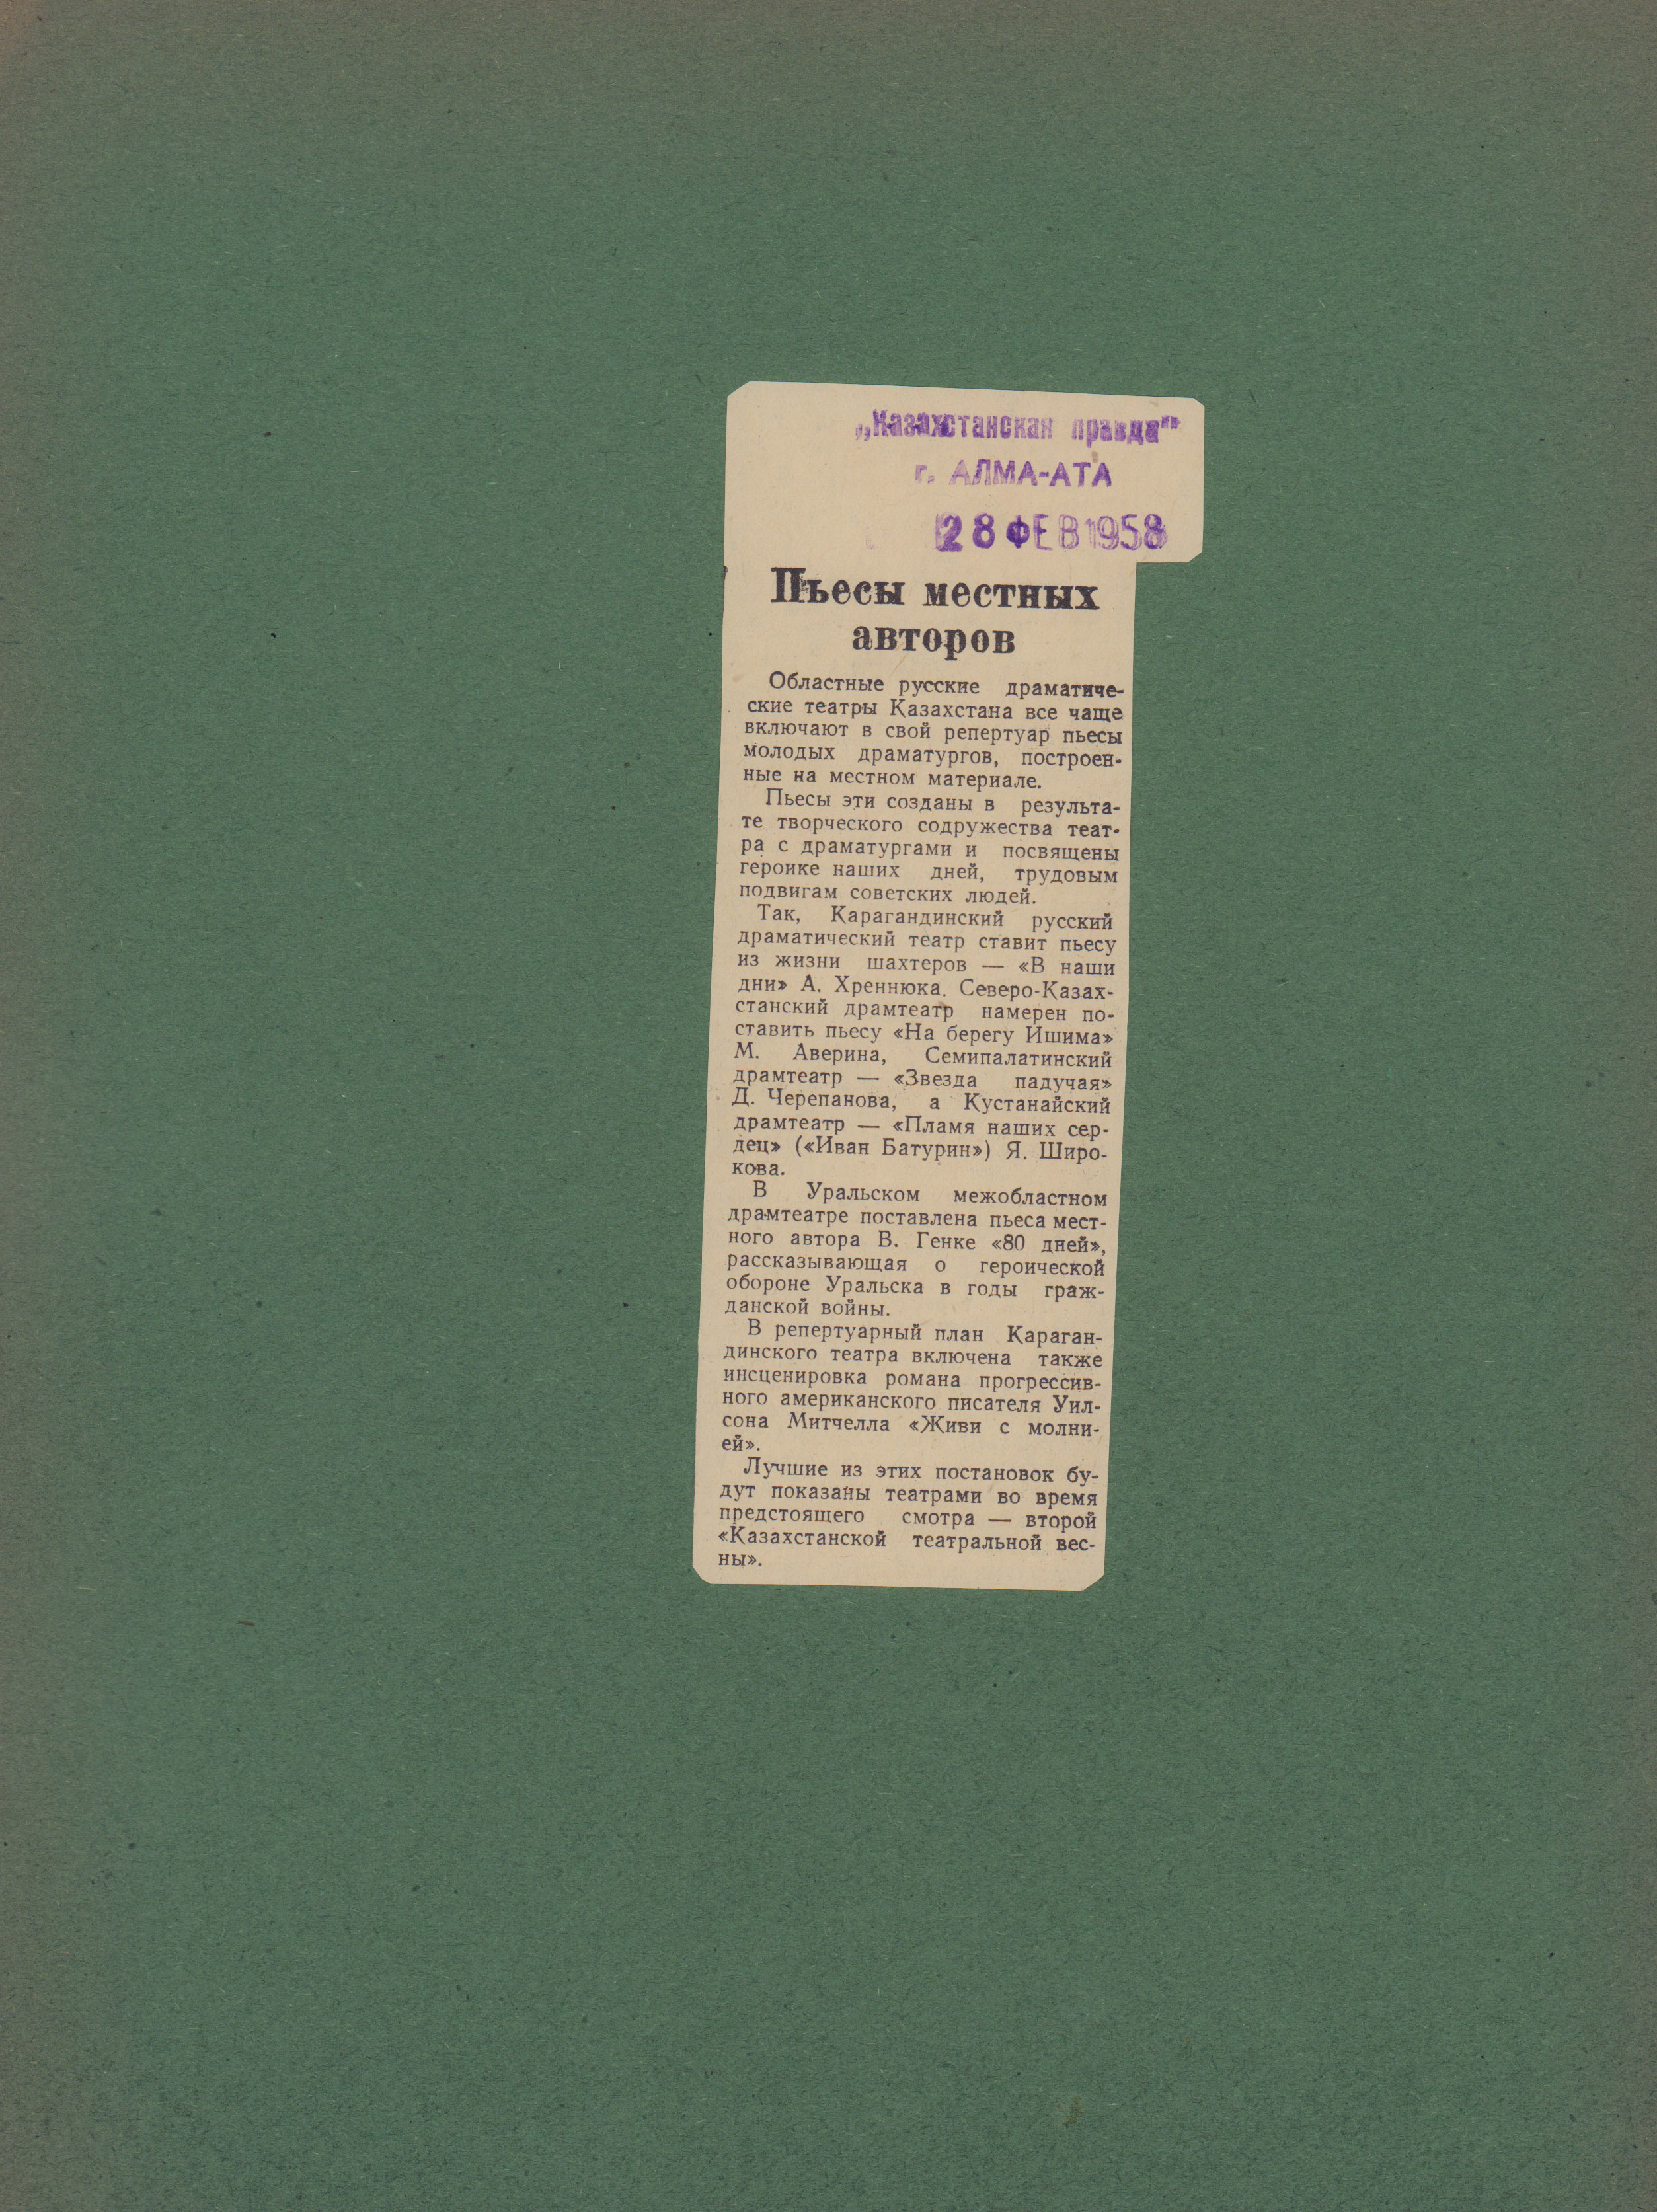 „Казахстанская правда"
г. АЛМА-АТА
28 ФЕВ 1958
Пьесы местных
авторов
Областные русские драматиче-
ские театры Казахстана все чаще
включают в свой репертуар пьесы
молодых драматургов, построен-
ные на местном материале.
Пьесы эти созданы в результа-
те творческого содружества теат-
ра с драматургами и посвящены
героике наших дней, трудовым
подвигам советских людей.
Так, Карагандинский русский
драматический театр ставит пьесу
из жизни шахтеров — «В наши
дни» А. Хреннюка. Северо-Казах-
станский драмтеатр намерен по-
ставить пьесу «На берегу Ишима»
М. Аверина, Семипалатинский
драмтеатр — «Звезда падучая»
Д. Черепанова, а Кустанайский
драмтеатр — «Пламя наших сер-
дец» («Иван Батурин») Я. Широ-
кова.
В Уральском межобластном
драмтеатре поставлена пьеса мест-
ного автора В. Генке «80 дней»,
рассказывающая о героической
обороне Уральска в годы граж-
данской войны.
В репертуарный план Караган-
динского театра включена также
инсценировка романа прогрессив-
ного американского писателя Уил-
сона Митчелла «Живи с молни-
ей».
Лучшие из этих постановок бу-
дут показаны театрами во время
предстоящего смотра — второй
«Казахстанской театральной вес-
ны».